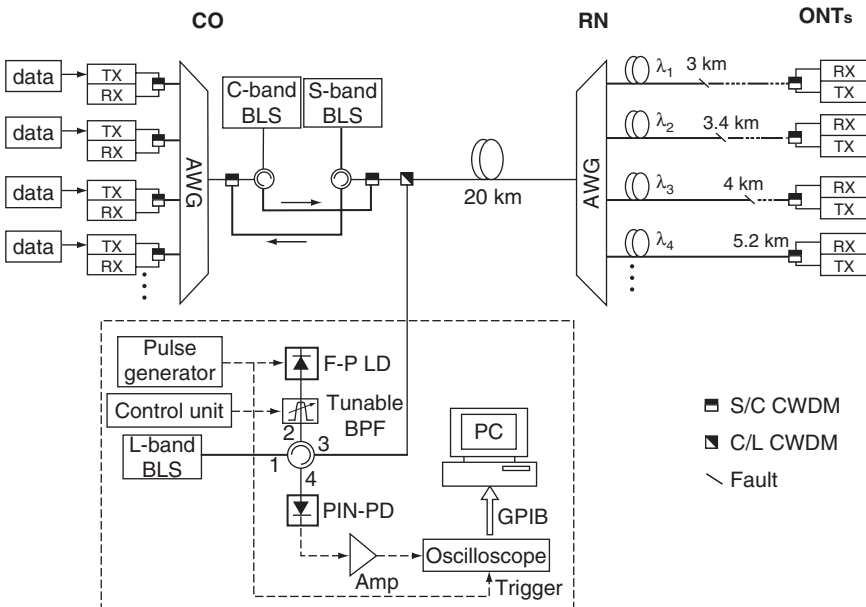 CO
RN
ONTs
data
TX
RX
data
TX
RX
data
TX
RX
data
TX
RX
AWG
C-band
BLS
S-band
BLS
20 km
AWG
λ1
3 km
RX
TX
λ2
3.4 km
RX
TX
λ3
4 km
RX
TX
λ4
5.2 km
RX
TX
Pulse
generator
F-P LD
Control unit
Tunable
BPF
L-band
BLS
1
2
3
4
PIN-PD
Amp
PC
GPIB
Oscilloscope
Trigger
S/C CWDM
C/L CWDM
Fault